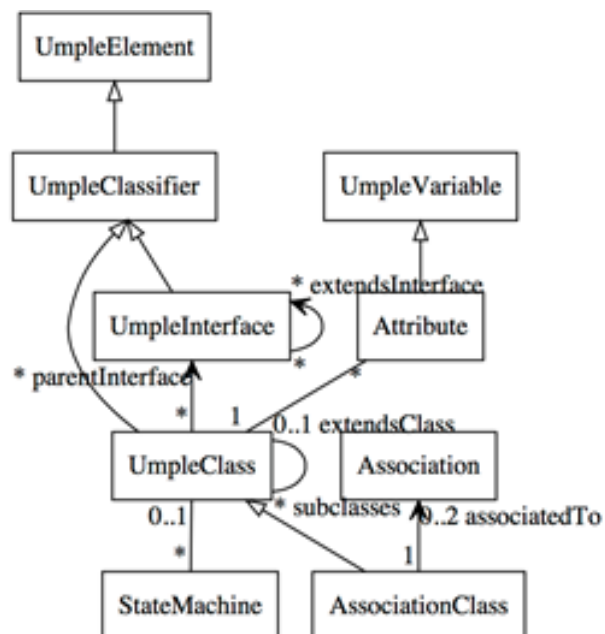 UmpleElement
UmpleClassifier
UmpleVariable
* extendsInterface
UmpleInterface
Attribute
*
*
* parentInterface
*
1
0..1 extendsClass
UmpleClass
Association
* subclasses
0..1
0..2 associatedTo
*
1
StateMachine
AssociationClass